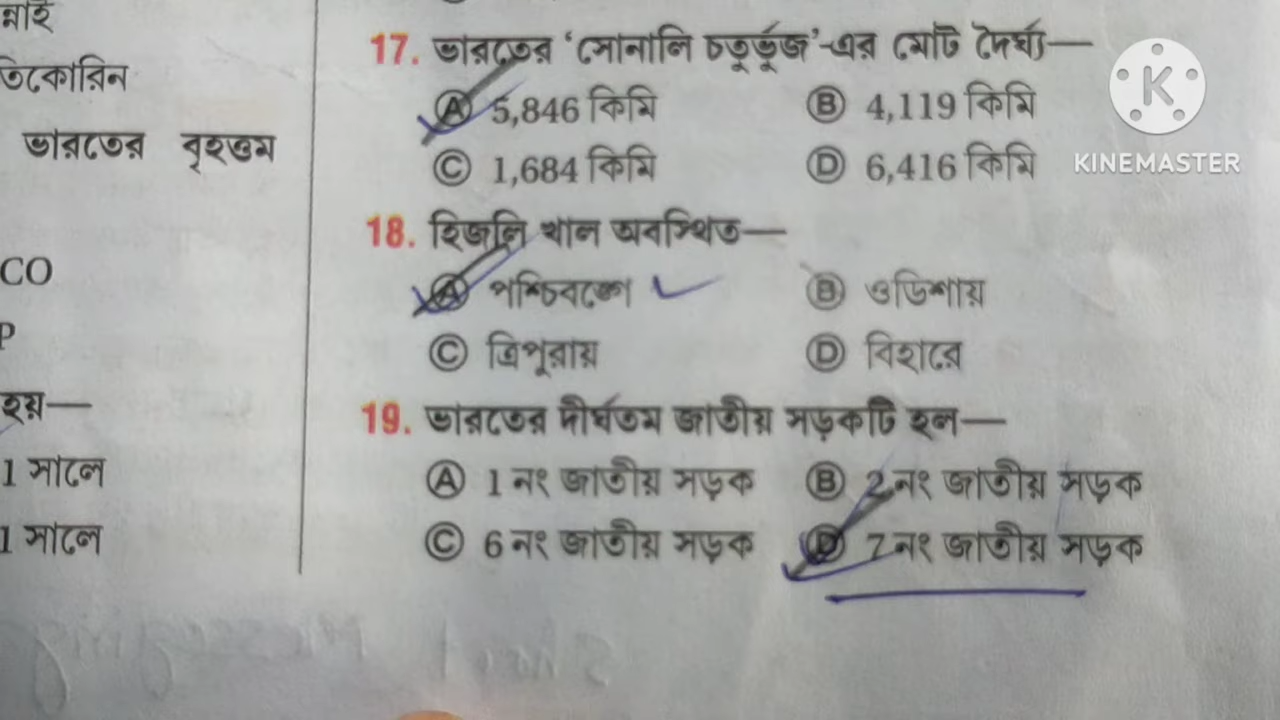 ন্নাই
তিকোরিন
ভারতের বৃহত্তম
CO
P
হয়—
1 সালে
1 সালে
17. ভারতের ‘সোনালি চতুর্ভুজ’-এর মোট দৈর্ঘ্য—
Ⓐ 5,846 কিমি Ⓑ 4,119 কিমি
Ⓒ 1,684 কিমি Ⓓ 6,416 কিমি
18. হিজলি খাল অবস্থিত—
Ⓐ পশ্চিমবঙ্গে Ⓑ ওডিশায়
Ⓒ ত্রিপুরায় Ⓓ বিহারে
19. ভারতের দীর্ঘতম জাতীয় সড়কটি হল—
Ⓐ 1 নং জাতীয় সড়ক Ⓑ 2 নং জাতীয় সড়ক
Ⓒ 6 নং জাতীয় সড়ক Ⓓ 7 নং জাতীয় সড়ক
K
KINEMASTER